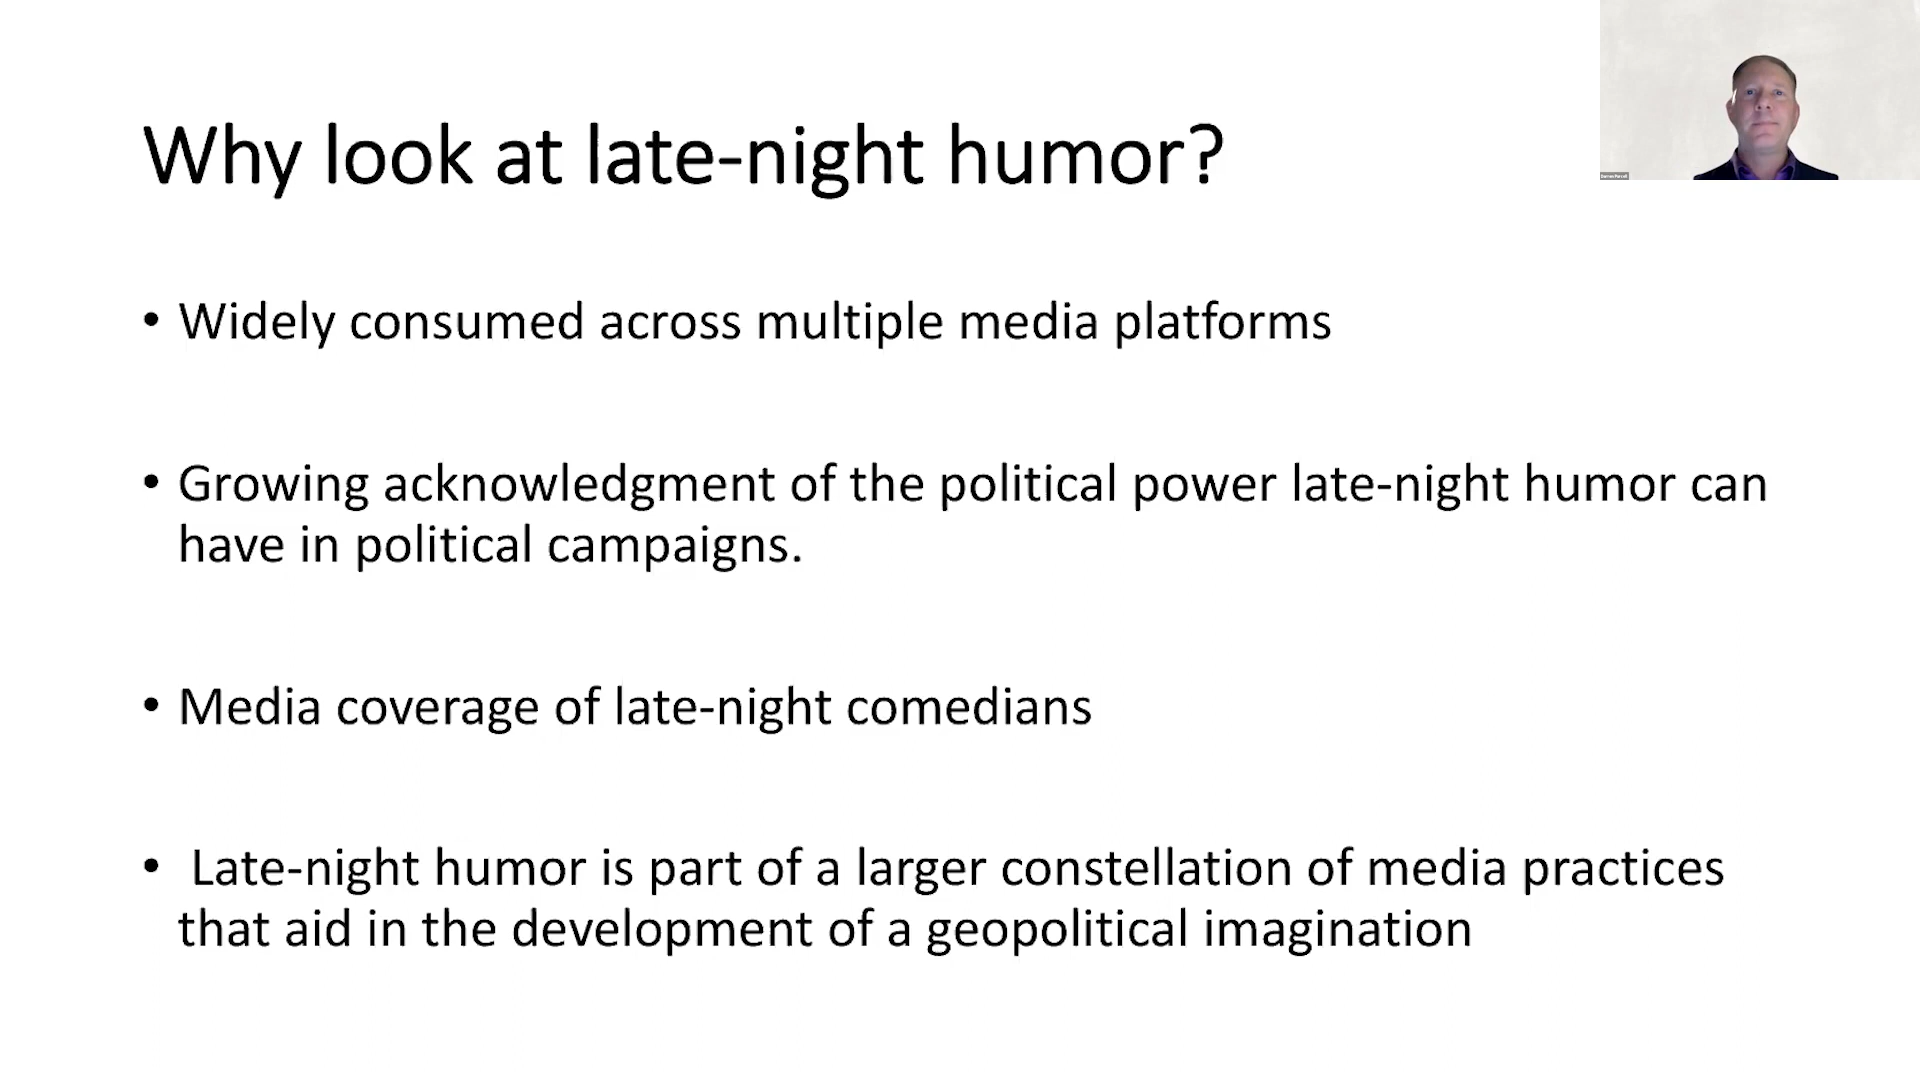 Why look at late-night humor?
• Widely consumed across multiple media platforms
• Growing acknowledgment of the political power late-night humor can
have in political campaigns.
• Media coverage of late-night comedians
• Late-night humor is part of a larger constellation of media practices
that aid in the development of a geopolitical imagination